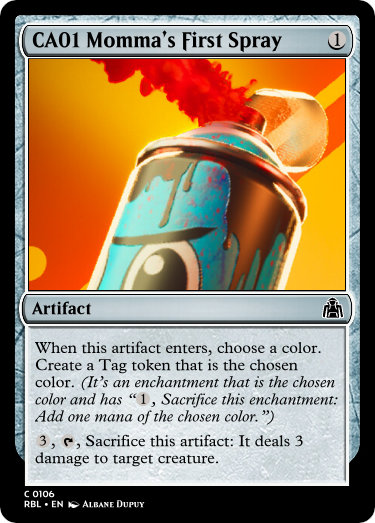 CA01 Momma's First Spray 1
Artifact
When this artifact enters, choose a color.
Create a Tag token that is the chosen
color. (It's an enchantment that is the chosen
color and has "1, Sacrifice this enchantment:
Add one mana of the chosen color.")
3, , Sacrifice this artifact: It deals 3
damage to target creature.
C 0106
RBL • EN Albane Dupuy